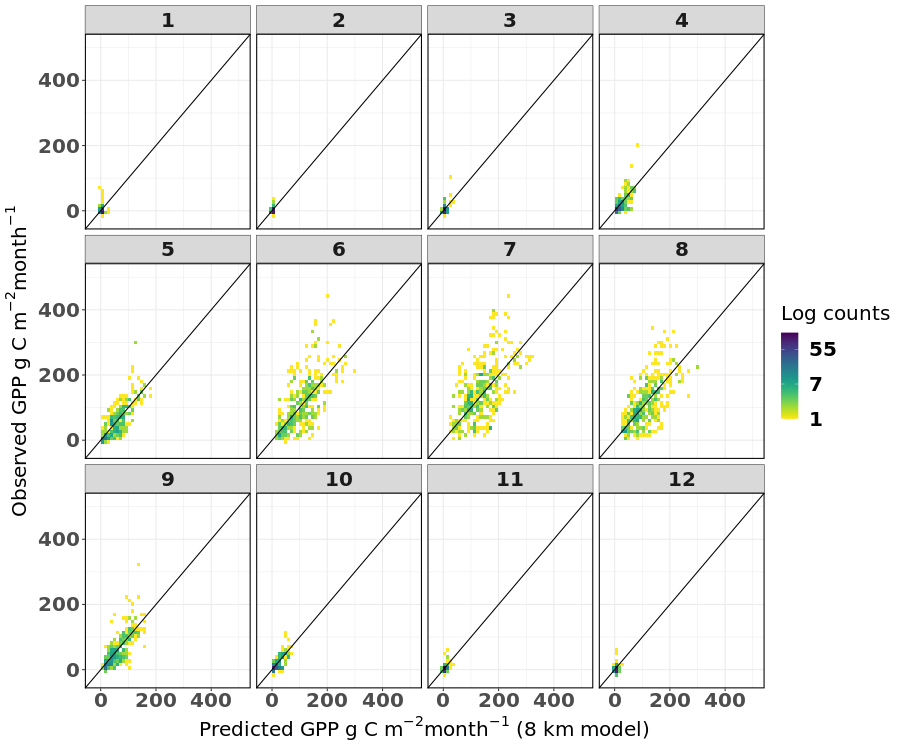 1 2 3 4
400
200
0
5 6 7 8
400
200
0
9 10 11 12
400
200
0
0 200 400 0 200 400 0 200 400 0 200 400
Predicted GPP g C m⁻²month⁻¹ (8 km model)
Observed GPP g C m⁻²month⁻¹
Log counts
55
7
1